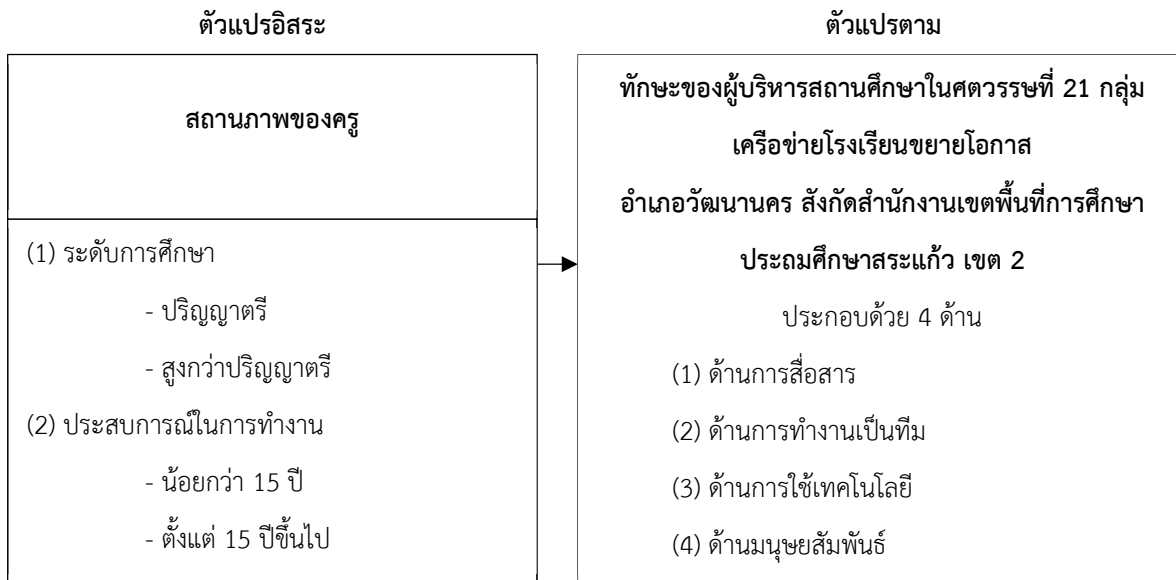 ตัวแปรอิสระ
สถานภาพของครู
(1) ระดับการศึกษา
- ปริญญาตรี
- สูงกว่าปริญญาตรี
(2) ประสบการณ์ในการทำงาน
- น้อยกว่า 15 ปี
- ตั้งแต่ 15 ปีขึ้นไป
ตัวแปรตาม
ทักษะของผู้บริหารสถานศึกษาในศตวรรษที่ 21 กลุ่ม
เครือข่ายโรงเรียนขยายโอกาส
อำเภอวัฒนานคร สังกัดสำนักงานเขตพื้นที่การศึกษา
ประถมศึกษาสระแก้ว เขต 2
ประกอบด้วย 4 ด้าน
(1) ด้านการสื่อสาร
(2) ด้านการทำงานเป็นทีม
(3) ด้านการใช้เทคโนโลยี
(4) ด้านมนุษยสัมพันธ์